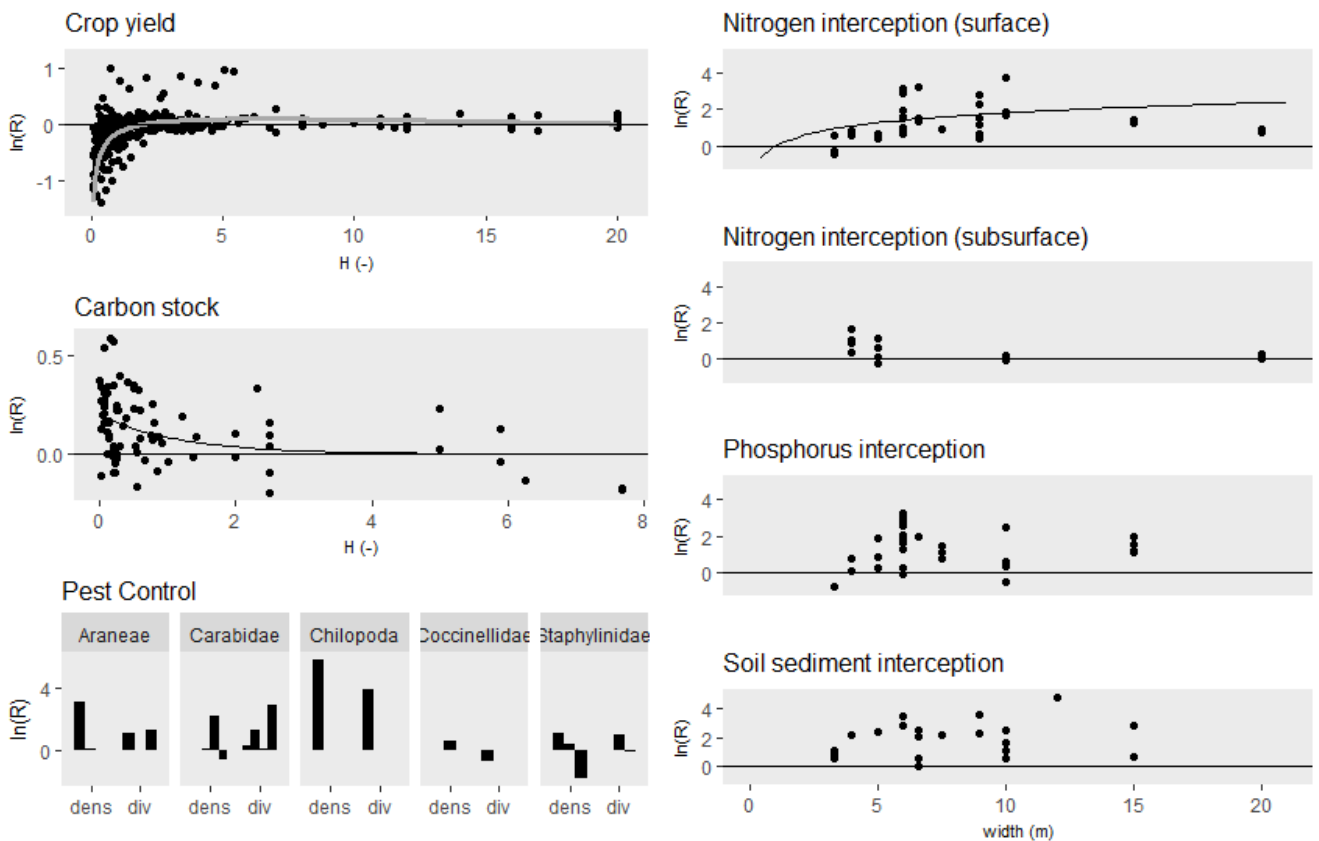 Crop yield
1
0
-1
ln(R)
0 5 10 15 20
H (-)
Carbon stock
0.5
0.0
ln(R)
0 2 4 6 8
H (-)
Pest Control
Araneae Carabidae Chilopoda Coccinellidae Staphylinidae
4
0
ln(R)
dens div dens div dens div dens div dens div
Nitrogen interception (surface)
4
2
0
ln(R)
Nitrogen interception (subsurface)
4
2
0
ln(R)
Phosphorus interception
4
2
0
ln(R)
Soil sediment interception
4
2
0
ln(R)
0 5 10 15 20
width (m)